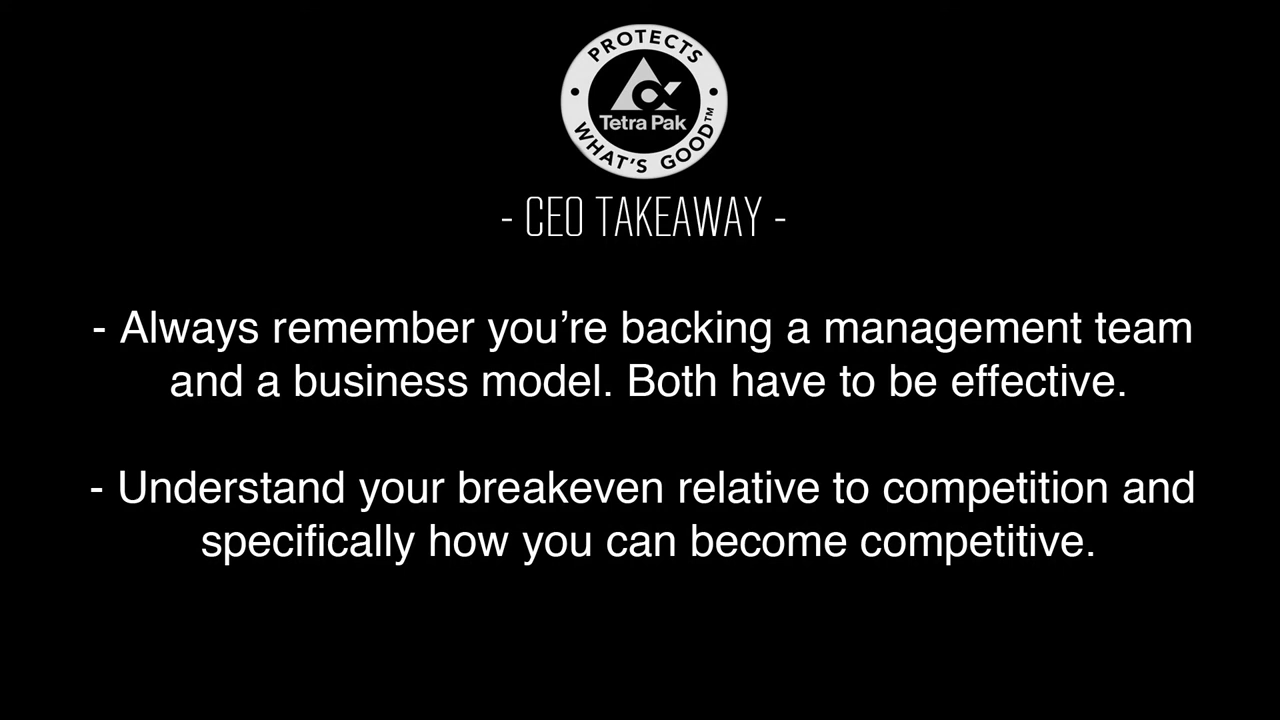 PROTECTS
Tetra Pak
WHAT'S GOOD™
- CEO TAKEAWAY -
- Always remember you’re backing a management team
and a business model. Both have to be effective.
- Understand your breakeven relative to competition and
specifically how you can become competitive.